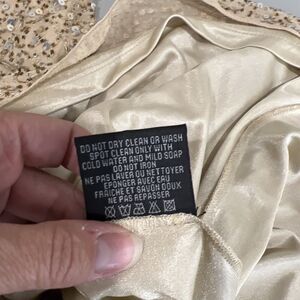 DO NOT DRY CLEAN OR WASH
SPOT CLEAN ONLY WITH
COLD WATER AND MILD SOAP
DO NOT IRON
NE PAS LAVER OU NETTOYER
EPONGER AVEC EAU
FRAICHE ET SAVON DOUX
NE PAS REPASSER